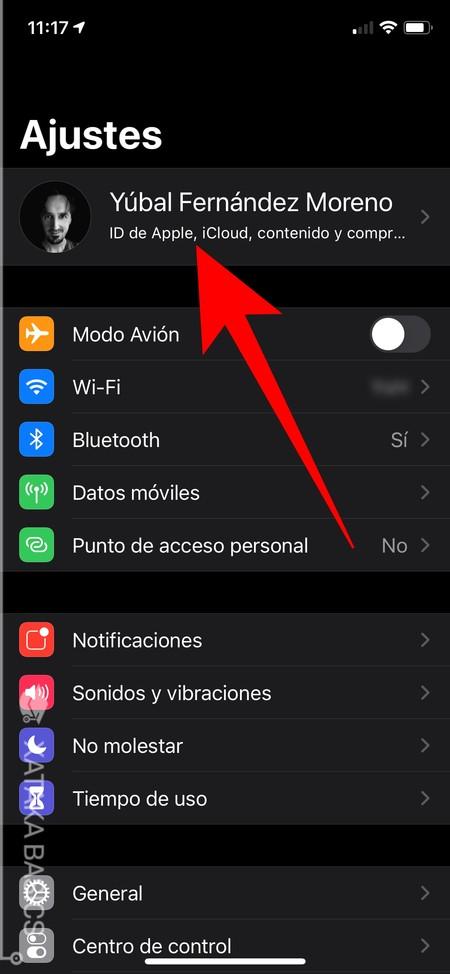 11:17
Ajustes
Yúbal Fernández Moreno
ID de Apple, iCloud, contenido y compr...
Modo Avión
Wi-Fi
Bluetooth Sí
Datos móviles
Punto de acceso personal No
Notificaciones
Sonidos y vibraciones
No molestar
Tiempo de uso
General
Centro de control
XATAKA BASICS